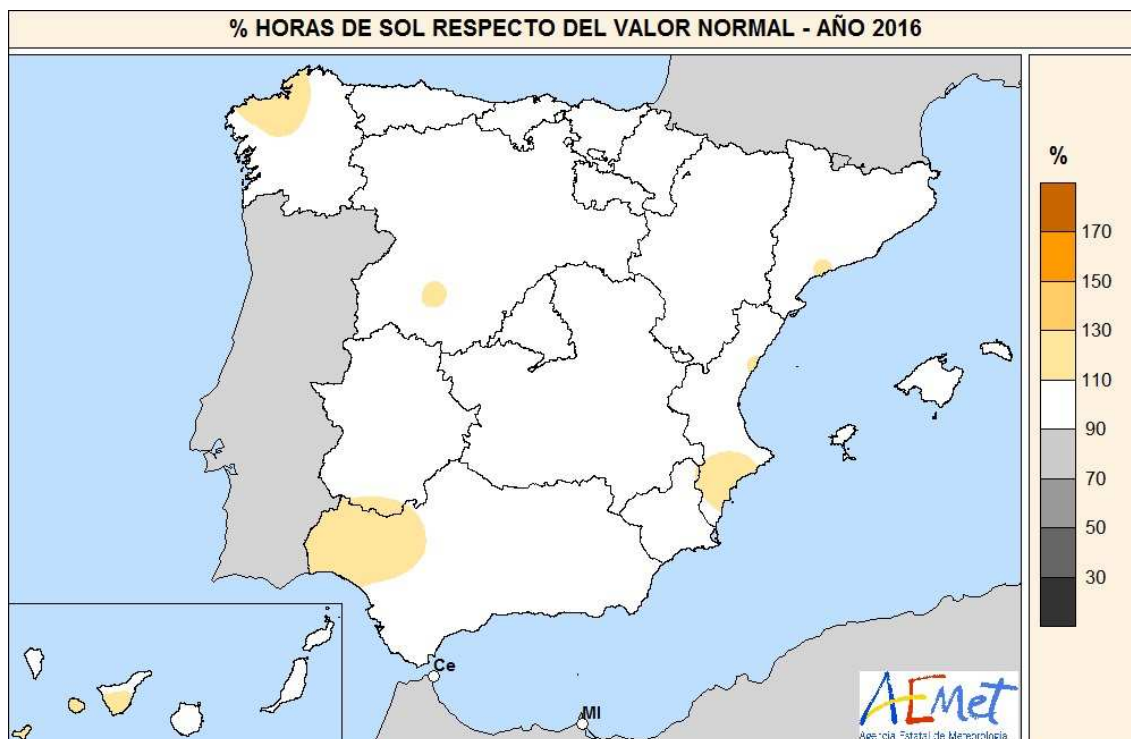 % HORAS DE SOL RESPECTO DEL VALOR NORMAL - AÑO 2016
%
170
150
130
110
90
70
50
30
Ce
Ml
AEMet
Agencia Estatal de Meteorología